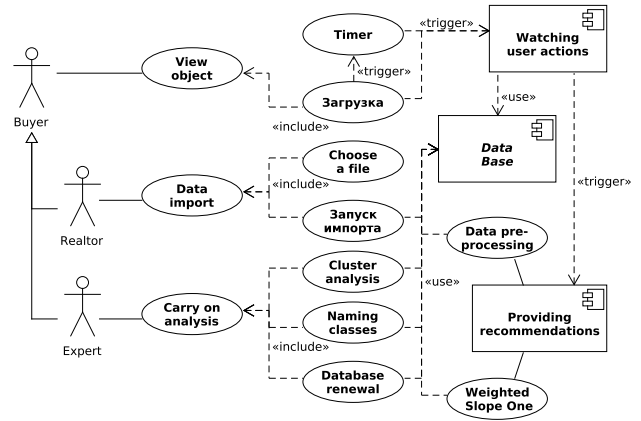 Timer
«trigger»
Watching
user actions
View
object
«trigger»
Загрузка
«use»
Buyer
«include»
Data
Base
Choose
a file
«include»
«trigger»
Data
import
Запуск
импорта
Realtor
Data pre-
processing
Cluster
analysis
«use»
Carry on
analysis
Naming
classes
Providing
recommendations
Expert
«include»
Database
renewal
Weighted
Slope One